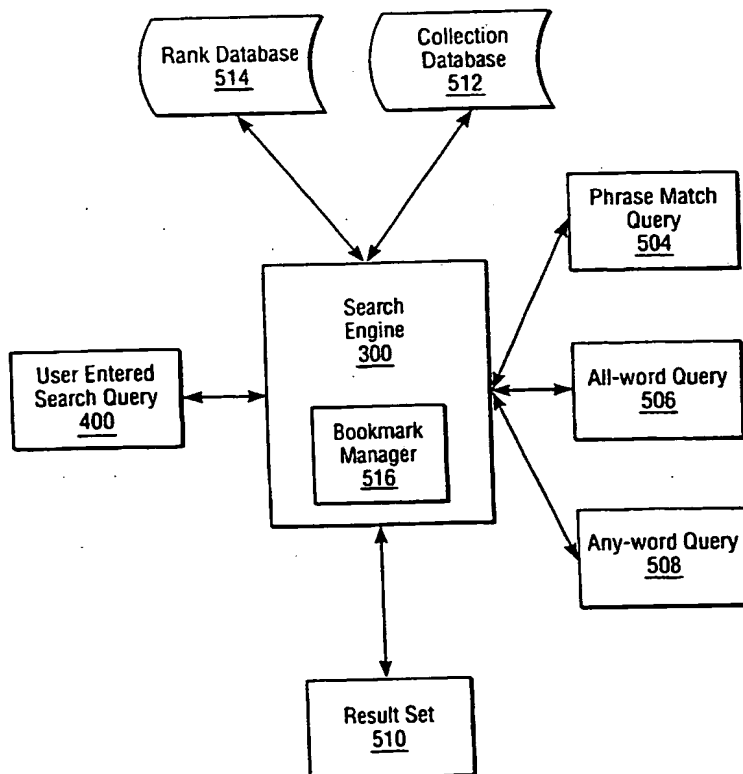 Rank Database
514
Collection
Database
512
Phrase Match
Query
504
Search
Engine
300
User Entered
Search Query
400
All-word Query
506
Bookmark
Manager
516
Any-word Query
508
Result Set
510